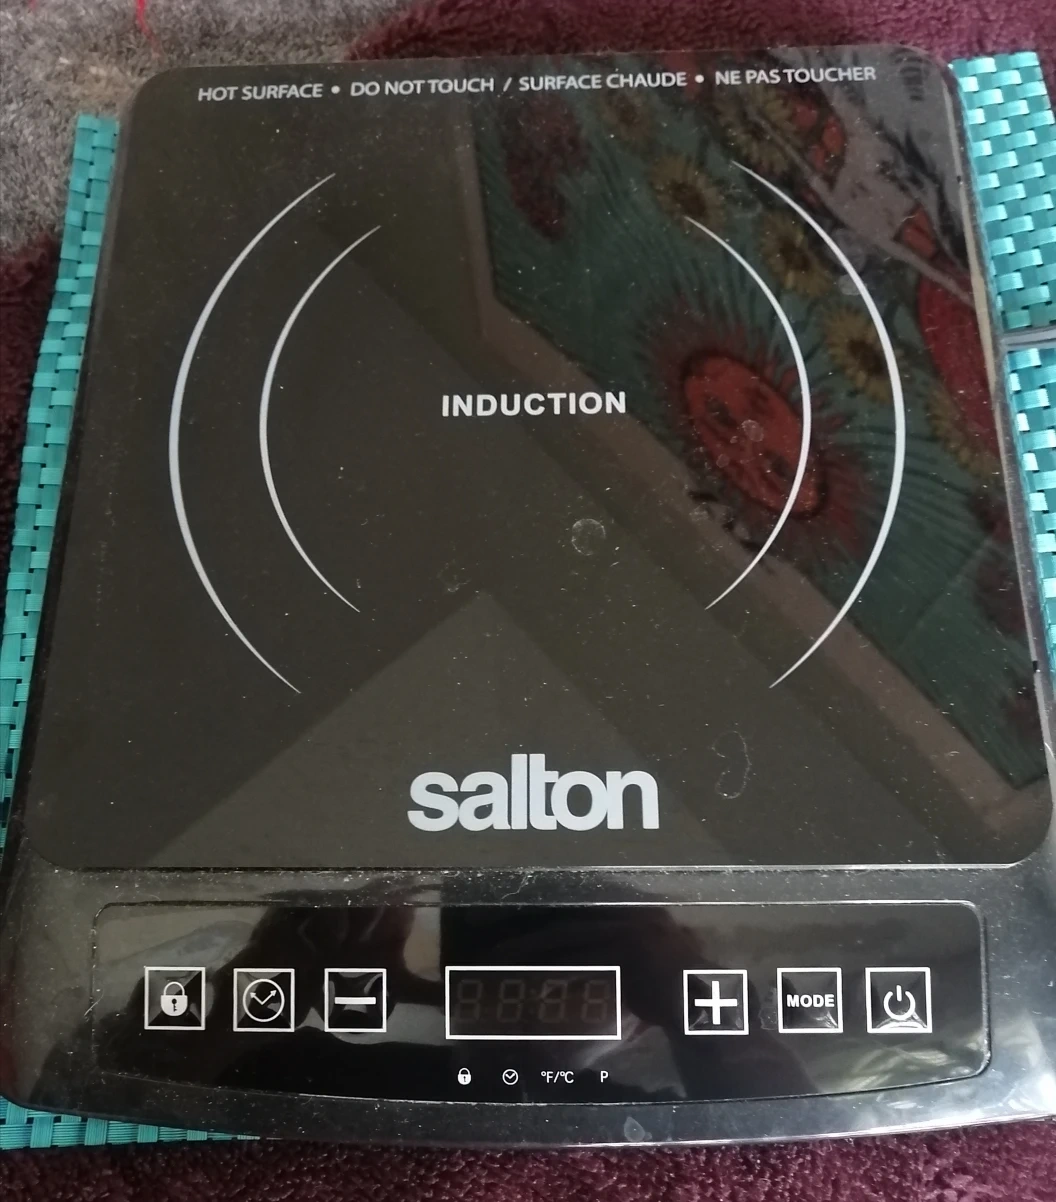 HOT SURFACE • DO NOT TOUCH / SURFACE CHAUDE • NE PAS TOUCHER
INDUCTION
salton
MODE
°F/°C P